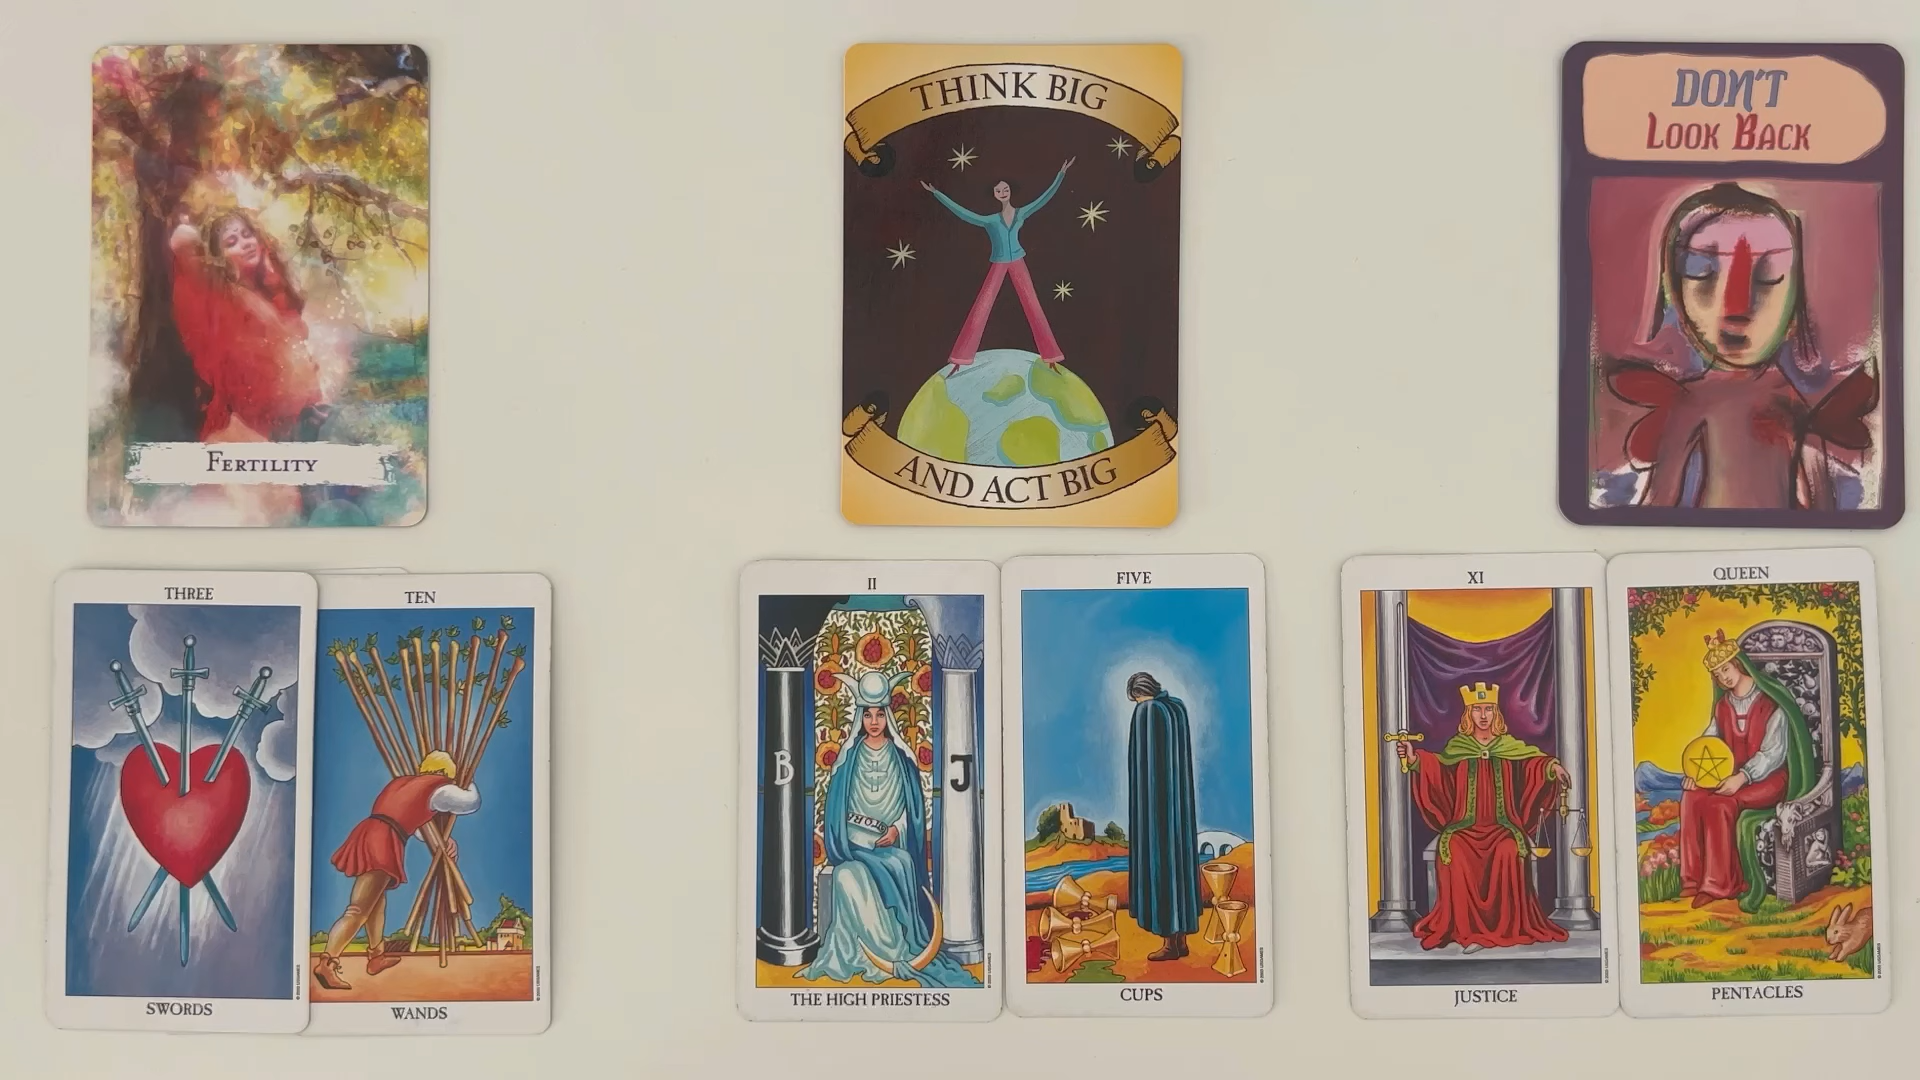 FERTILITY
THINK BIG
AND ACT BIG
DON'T
LOOK BACK
THREE
SWORDS
TEN
WANDS
II
B
J
TORA
THE HIGH PRIESTESS
FIVE
CUPS
XI
JUSTICE
QUEEN
PENTACLES